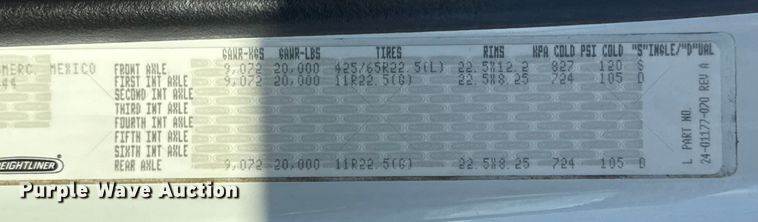 GAWR-KGS GAWR-LBS TIRES RIMS KPA COLD PSI COLD "S"INGLE/"D"UAL
MERC. MEXICO
FRONT AXLE 9,072 20,000 425/65R22.5(L) 22.5X12.2 827 120 S
FIRST INT AXLE 9,072 20,000 11R22.5(G) 22.5X8.25 724 105 D
SECOND INT AXLE
THIRD INT AXLE
FOURTH INT AXLE
FIFTH INT AXLE
SIXTH INT AXLE
REAR AXLE 9,072 20,000 11R22.5(G) 22.5X8.25 724 105 D
FREIGHTLINER
L PART NO.
24-01177-070 REV A
Purple Wave Auction